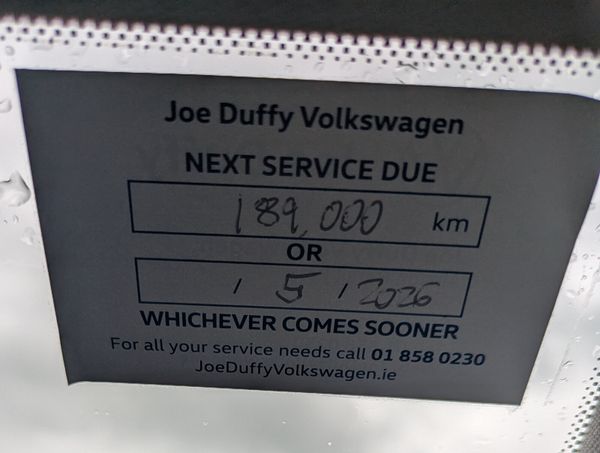 Joe Duffy Volkswagen
NEXT SERVICE DUE
189,000 km
OR
/ 5 / 2026
WHICHEVER COMES SOONER
For all your service needs call 01 858 0230
JoeDuffyVolkswagen.ie